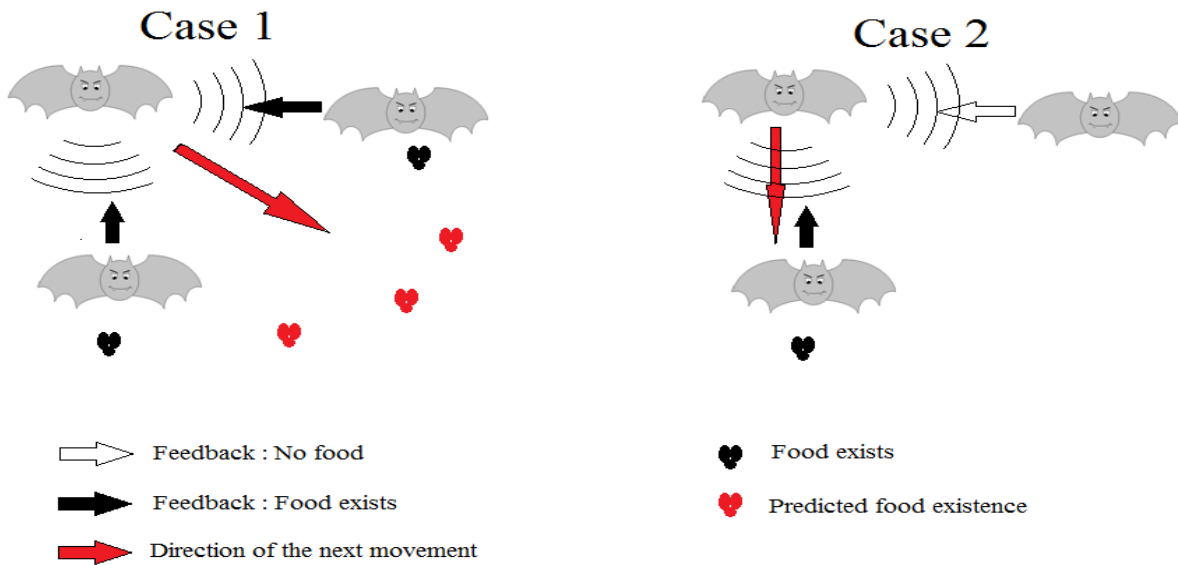 Case 1
Case 2
Feedback : No food
Feedback : Food exists
Direction of the next movement
Food exists
Predicted food existence